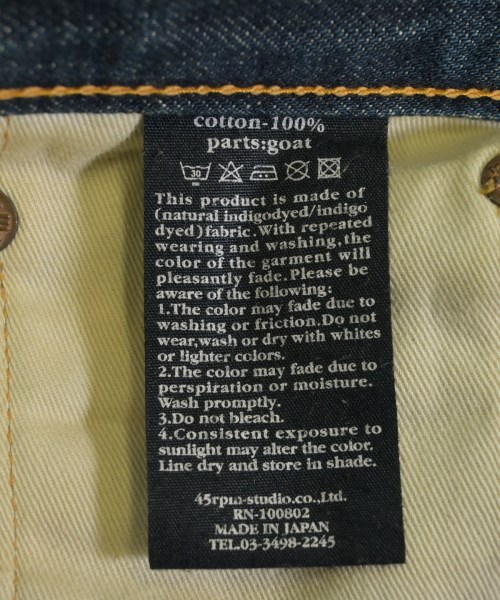 cotton-100%
parts:goat
30
This product is made of
(natural indigodyed/indigo
dyed)fabric.With repeated
wearing and washing,the
color of the garment will
pleasantly fade.Please be
aware of the following:
1.The color may fade due to
washing or friction.Do not
wear,wash or dry with whites
or lighter colors.
2.The color may fade due to
perspiration or moisture.
Wash promptly.
3.Do not bleach.
4.Consistent exposure to
sunlight may alter the color.
Line dry and store in shade.
45rpm-studio.co.,Ltd.
RN-100802
MADE IN JAPAN
TEL.03-3498-2245